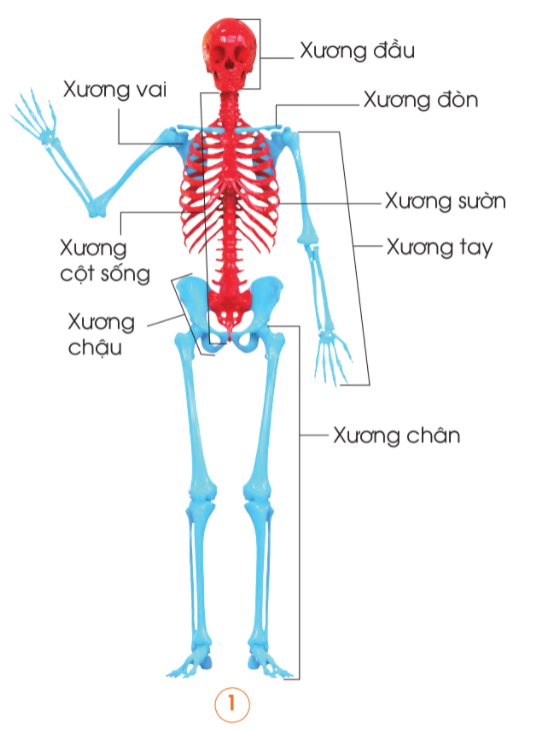 Xương đầu
Xương vai
Xương đòn
Xương sườn
Xương
cột sống
Xương tay
Xương
chậu
Xương chân
1